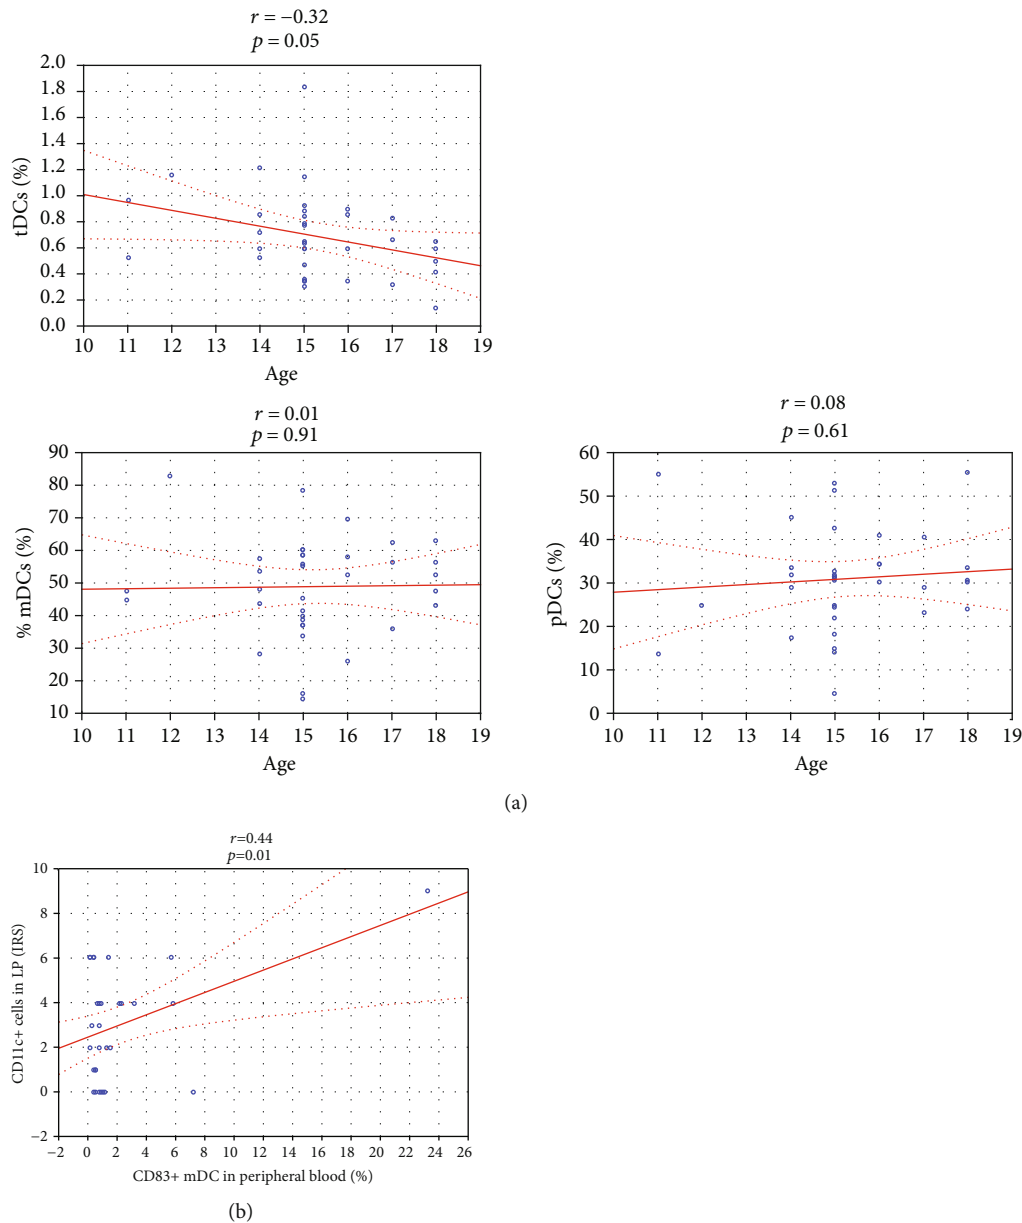 r = −0.32
p = 0.05
tDCs (%)
2.0
1.8
1.6
1.4
1.2
1.0
0.8
0.6
0.4
0.2
0.0
10 11 12 13 14 15 16 17 18 19
Age
r = 0.01
p = 0.91
% mDCs (%)
90
80
70
60
50
40
30
20
10
10 11 12 13 14 15 16 17 18 19
Age
r = 0.08
p = 0.61
pDCs (%)
60
50
40
30
20
10
0
10 11 12 13 14 15 16 17 18 19
Age
(a)
r=0.44
p=0.01
CD11c+ cells in LP (IRS)
10
8
6
4
2
0
−2
−2 0 2 4 6 8 10 12 14 16 18 20 22 24 26
CD83+ mDC in peripheral blood (%)
(b)